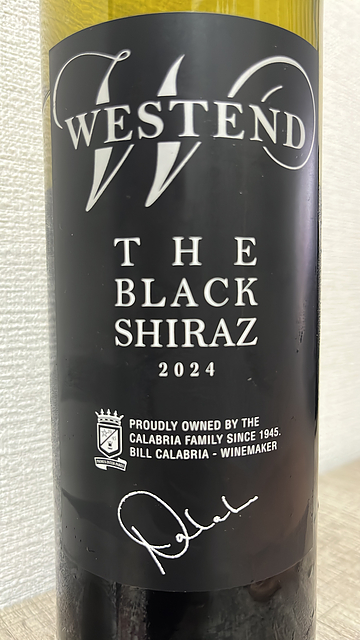 WESTEND
THE
BLACK
SHIRAZ
2024
PROUDLY OWNED BY THE
CALABRIA FAMILY SINCE 1945.
BILL CALABRIA - WINEMAKER